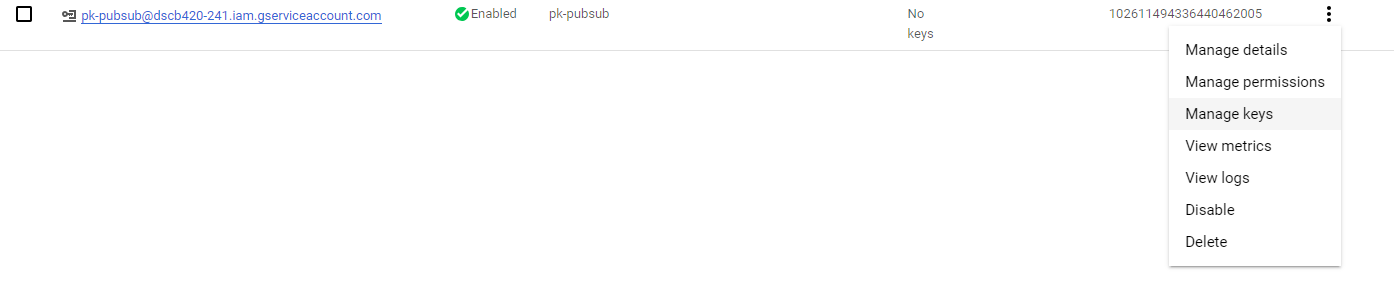 pk-pubsub@dscb420-241.iam.gserviceaccount.com Enabled pk-pubsub No 102611494336440462005
keys
Manage details
Manage permissions
Manage keys
View metrics
View logs
Disable
Delete